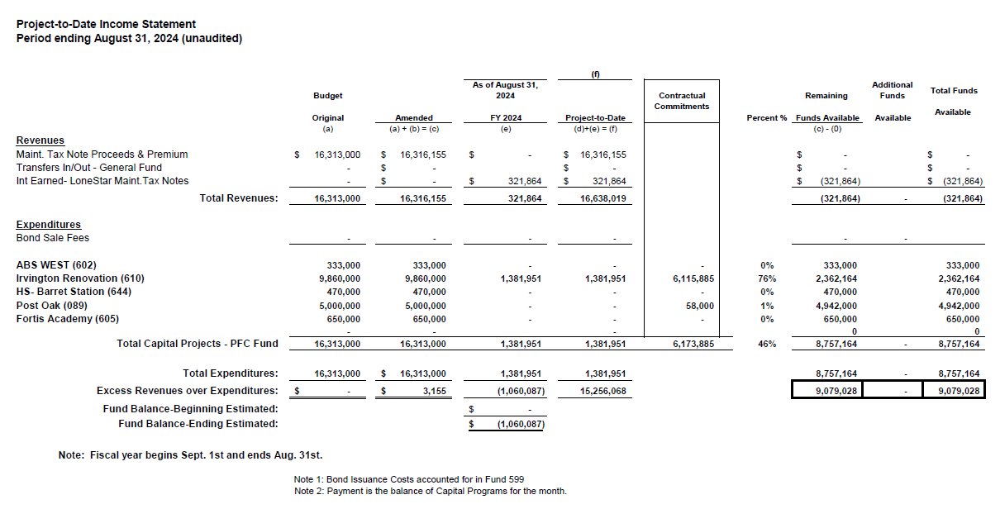 Project-to-Date Income Statement
Period ending August 31, 2024 (unaudited)
(f)
As of August 31, Additional
Budget 2024 Contractual Remaining Funds Total Funds
Commitments
Available
Original Amended FY 2024 Project-to-Date Percent % Funds Available Available
(a) (a) + (b) = (c) (e) (d)+(e) = (f) (c) - (0)
Revenues
Maint. Tax Note Proceeds & Premium $ 16,313,000 $ 16,316,155 $ - $ 16,316,155 $ - $ -
Transfers In/Out - General Fund - $ - $ - $ - $ -
Int Earned- LoneStar Maint.Tax Notes - $ - $ 321,864 $ 321,864 $ (321,864) $ (321,864)
Total Revenues: 16,313,000 16,316,155 321,864 16,638,019 (321,864) - (321,864)
Expenditures
Bond Sale Fees - - - - - -
ABS WEST (602) 333,000 333,000 - - - 0% 333,000 333,000
Irvington Renovation (610) 9,860,000 9,860,000 1,381,951 1,381,951 6,115,885 76% 2,362,164 2,362,164
HS- Barret Station (644) 470,000 470,000 - - - 0% 470,000 470,000
Post Oak (089) 5,000,000 5,000,000 - - 58,000 1% 4,942,000 4,942,000
Fortis Academy (605) 650,000 650,000 - - - 0% 650,000 650,000
- - - 0 0
Total Capital Projects - PFC Fund 16,313,000 16,313,000 1,381,951 1,381,951 6,173,885 46% 8,757,164 - 8,757,164
Total Expenditures: 16,313,000 $ 16,313,000 1,381,951 1,381,951 8,757,164 - 8,757,164
Excess Revenues over Expenditures: $ - $ 3,155 (1,060,087) 15,256,068 9,079,028 - 9,079,028
Fund Balance-Beginning Estimated: $ -
Fund Balance-Ending Estimated: $ (1,060,087)
Note: Fiscal year begins Sept. 1st and ends Aug. 31st.
Note 1: Bond Issuance Costs accounted for in Fund 599
Note 2: Payment is the balance of Capital Programs for the month.